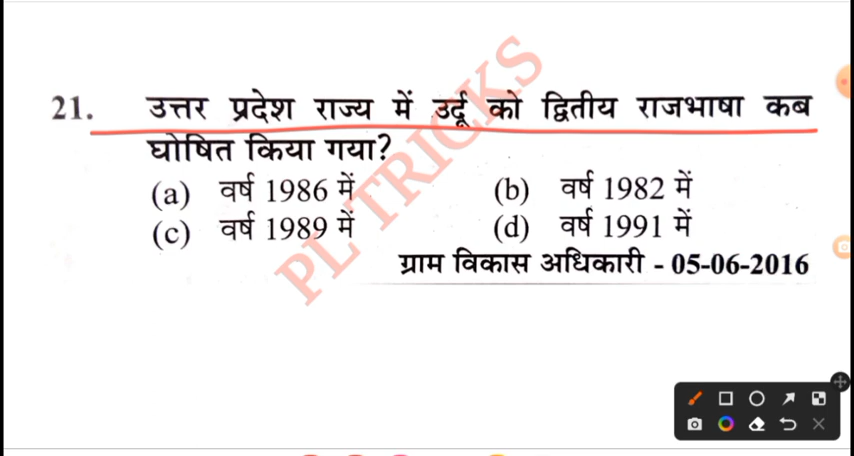 21. उत्तर प्रदेश राज्य में उर्दू को द्वितीय राजभाषा कब
घोषित किया गया?
(a) वर्ष 1986 में (b) वर्ष 1982 में
(c) वर्ष 1989 में (d) वर्ष 1991 में
ग्राम विकास अधिकारी - 05-06-2016
PL TRICKS